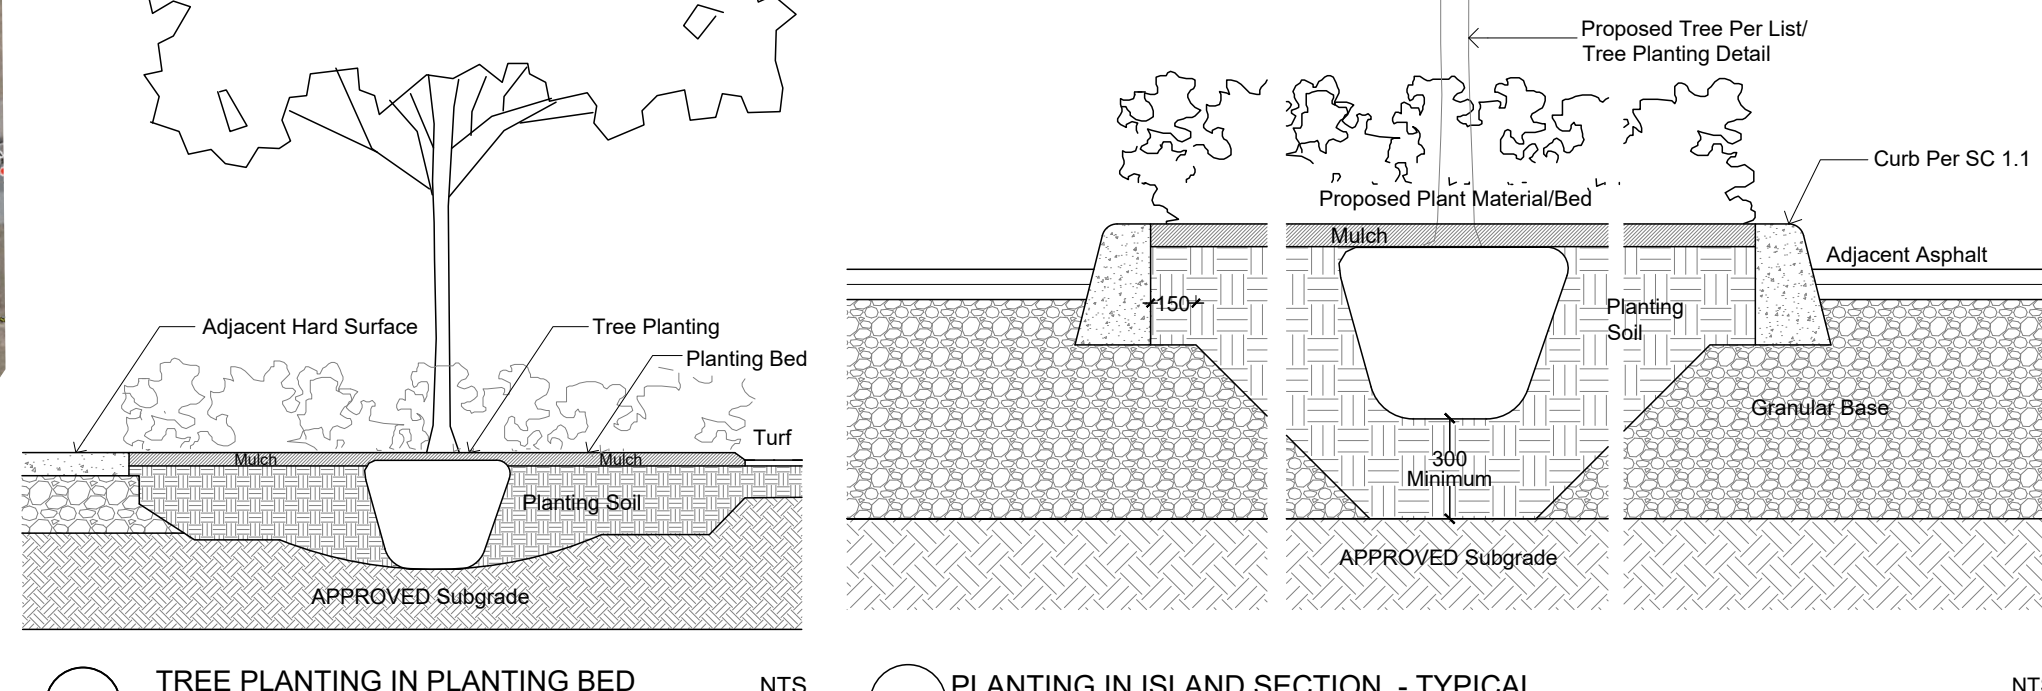 Adjacent Hard Surface
Tree Planting
Planting Bed
Turf
Mulch
Mulch
Planting Soil
APPROVED Subgrade
TREE PLANTING IN PLANTING BED
NTS
Proposed Tree Per List/
Tree Planting Detail
Curb Per SC 1.1
Proposed Plant Material/Bed
Mulch
Adjacent Asphalt
150
Planting
Soil
Granular Base
300
Minimum
APPROVED Subgrade
PLANTING IN ISLAND SECTION - TYPICAL
NT